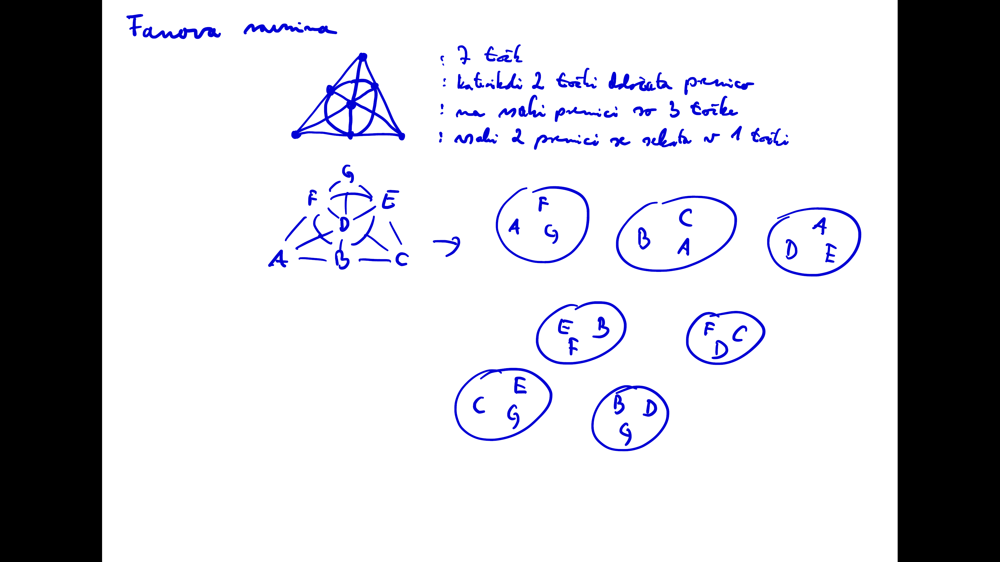 Fanova ravnina
: 7 točk
: katerikoli 2 točki določata premico
: na vsaki premici so 3 točke
: vsaki 2 premici se sekata v 1 točki
G
F E
D
A B C
F
A G
C
B A
A
D E
E B
F
F C
D
E
C G
B D
G